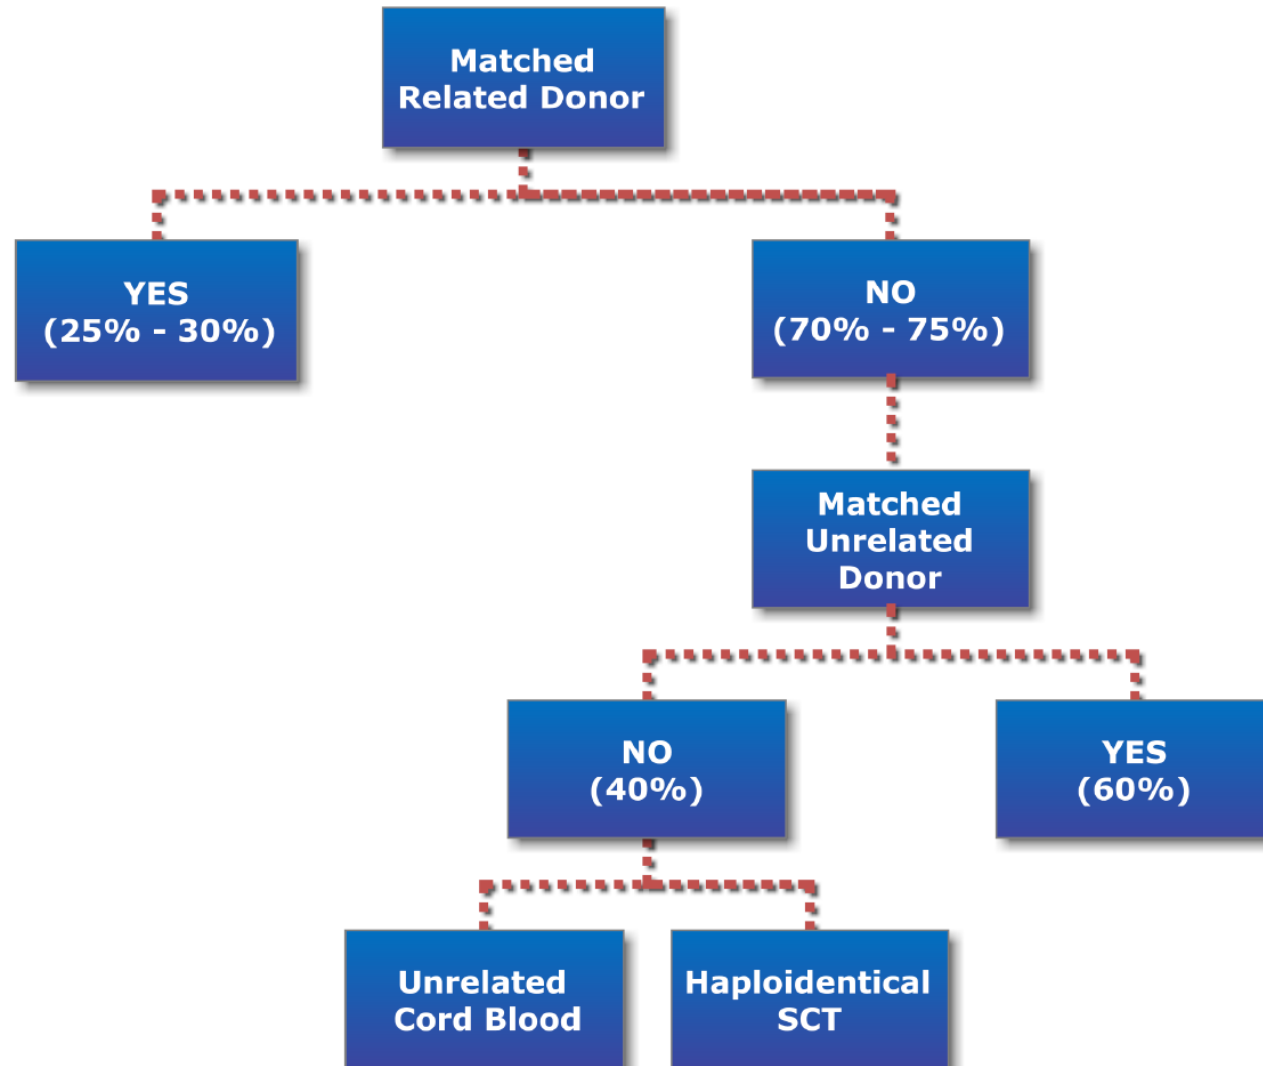 Matched
Related Donor
YES
(25% - 30%)
NO
(70% - 75%)
Matched
Unrelated
Donor
NO
(40%)
YES
(60%)
Unrelated
Cord Blood
Haploidentical
SCT